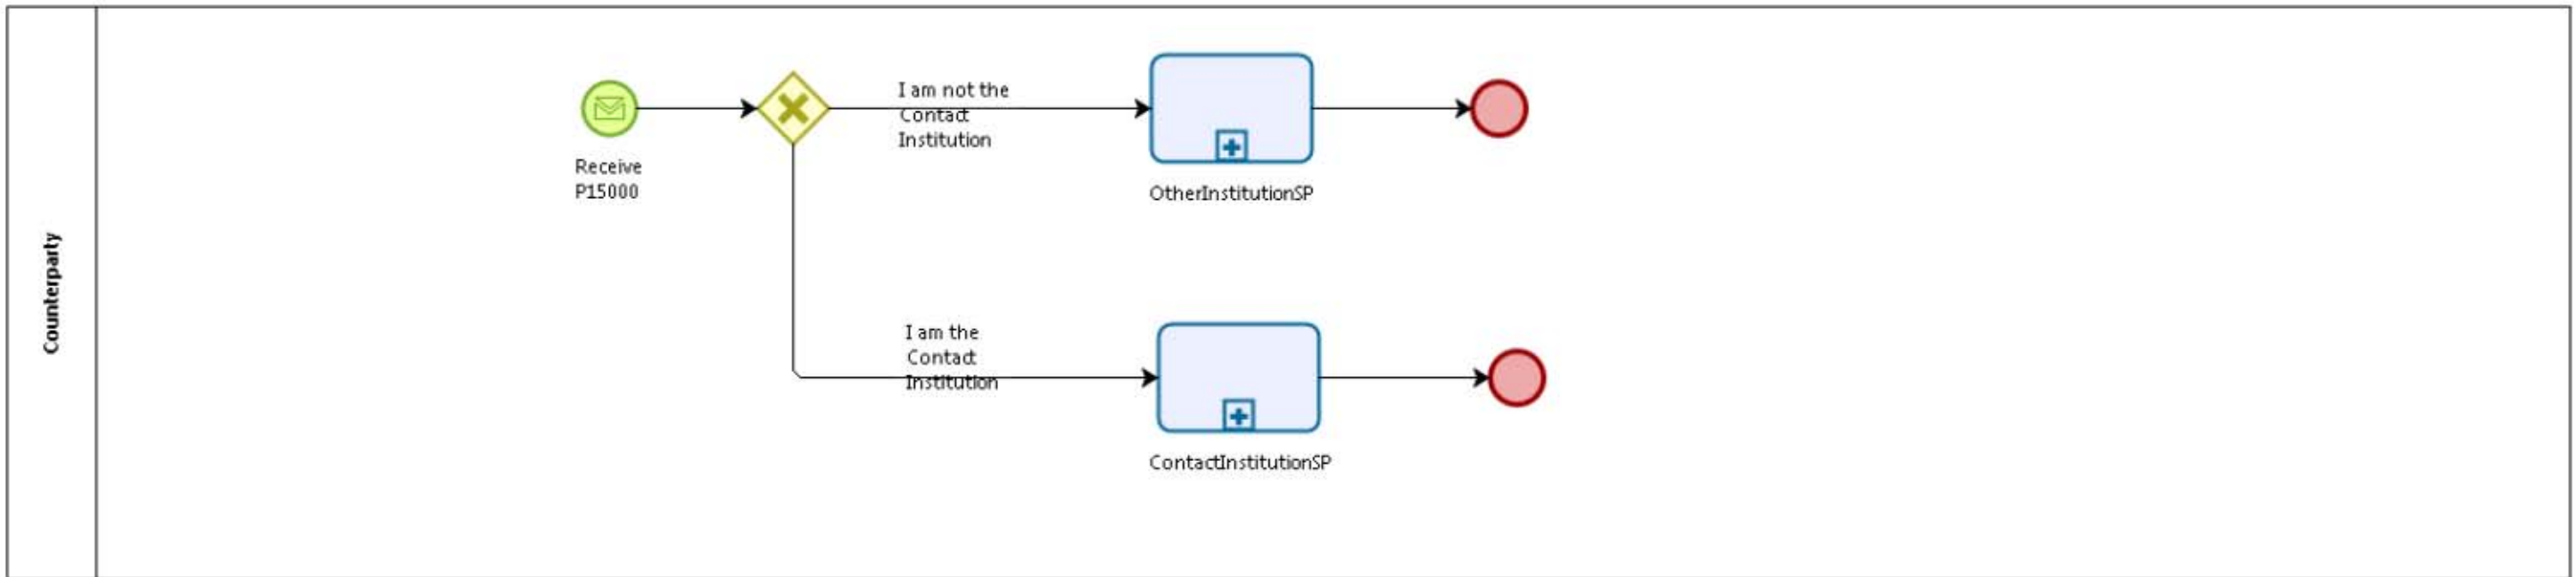 Counterparty
Receive
P15000
I am not the
Contact
Institution
OtherInstitutionSP
I am the
Contact
Institution
ContactInstitutionSP